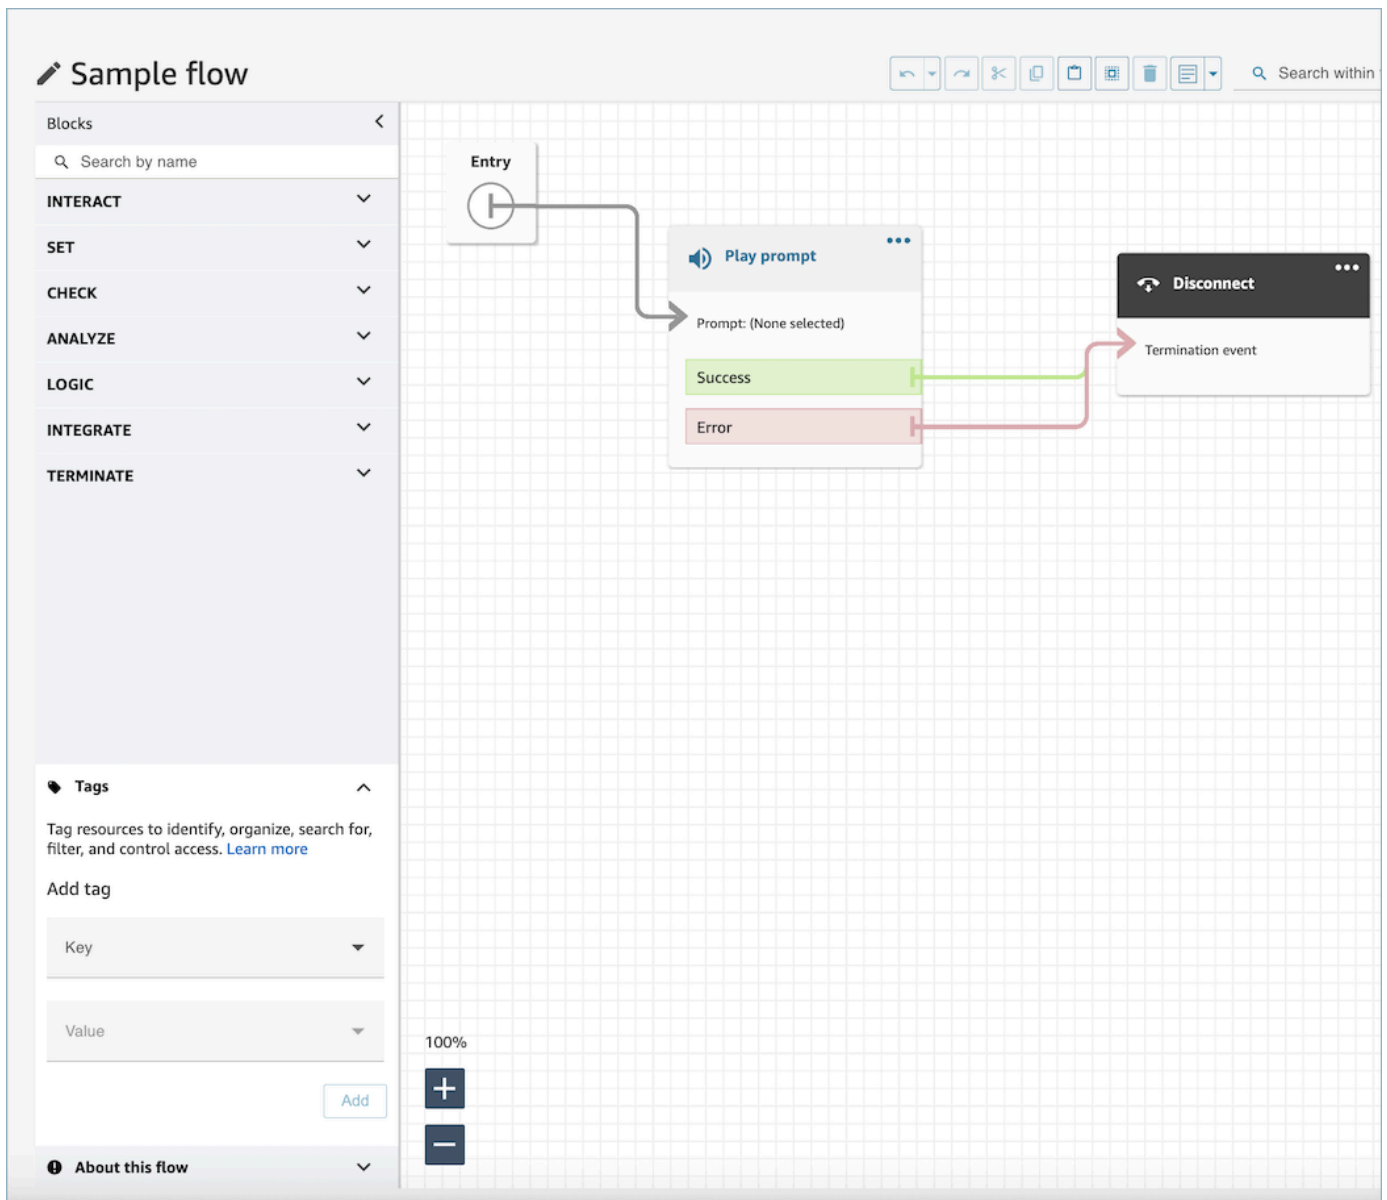 Sample flow
Search within
Blocks
Search by name
INTERACT
SET
CHECK
ANALYZE
LOGIC
INTEGRATE
TERMINATE
Entry
Play prompt
Prompt: (None selected)
Success
Error
Disconnect
Termination event
Tags
Tag resources to identify, organize, search for,
filter, and control access. Learn more
Add tag
Key
Value
Add
About this flow
100%